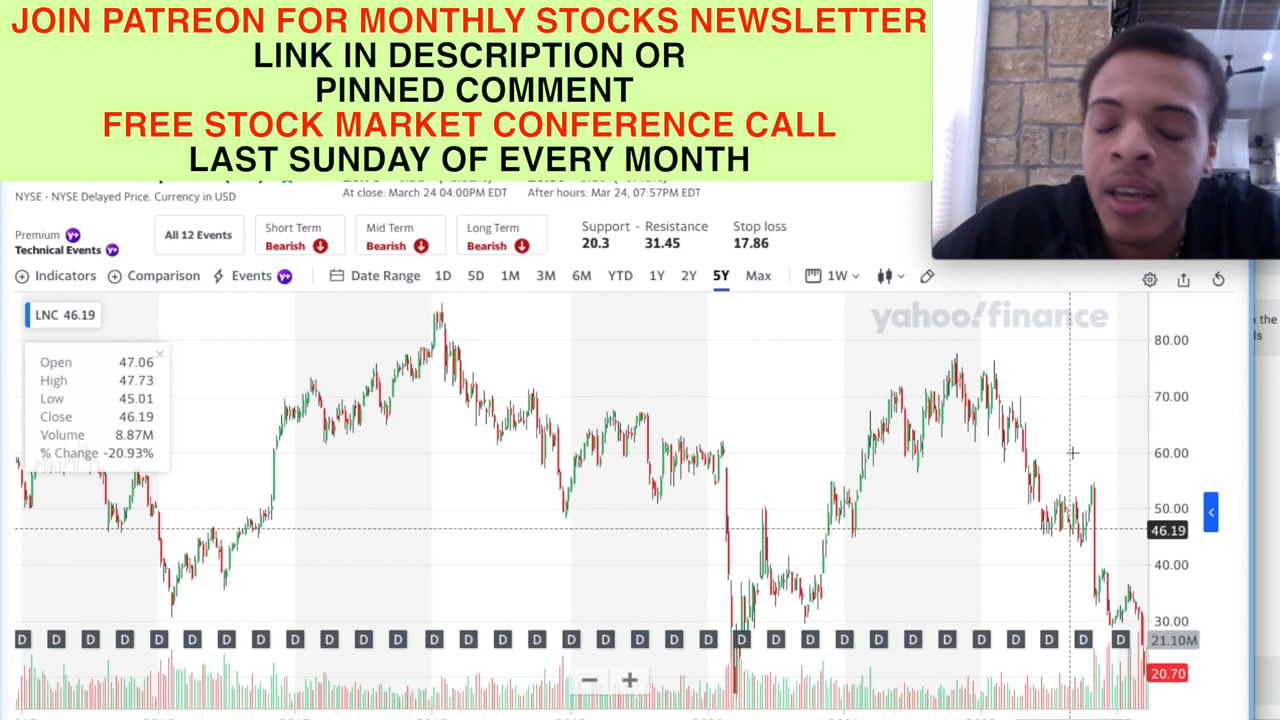 JOIN PATREON FOR MONTHLY STOCKS NEWSLETTER
LINK IN DESCRIPTION OR
PINNED COMMENT
FREE STOCK MARKET CONFERENCE CALL
LAST SUNDAY OF EVERY MONTH
NYSE - NYSE Delayed Price. Currency in USD
At close: March 24 04:00PM EDT
After hours: Mar 24, 07:57PM EDT
Premium Y+
Technical Events Y+
All 12 Events
Short Term
Bearish
Mid Term
Bearish
Long Term
Bearish
Support - Resistance
20.3 31.45
Stop loss
17.86
Indicators Comparison Events Y+ Date Range 1D 5D 1M 3M 6M YTD 1Y 2Y 5Y Max 1W
LNC 46.19
yahoo!finance
Open 47.06
High 47.73
Low 45.01
Close 46.19
Volume 8.87M
% Change -20.93%
80.00
70.00
60.00
50.00
46.19
40.00
30.00
21.10M
20.70
D D D D D D D D D D D D D D D D D D D D D D D D D D D D D D D D D
in the